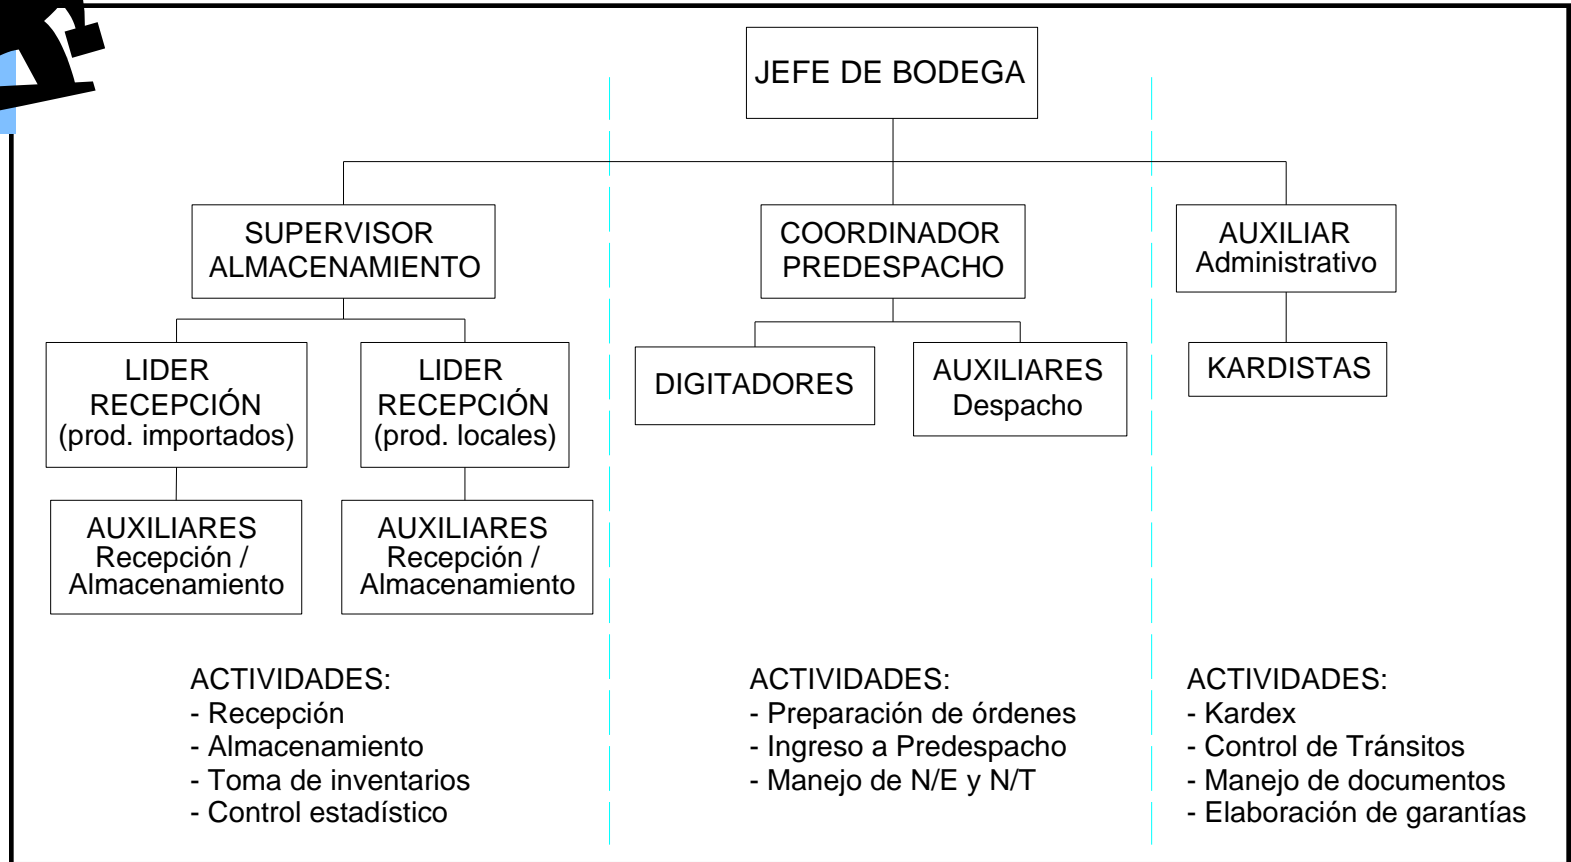 JEFE DE BODEGA
SUPERVISOR
ALMACENAMIENTO
COORDINADOR
PREDESPACHO
AUXILIAR
Administrativo
LIDER
RECEPCIÓN
(prod. importados)
LIDER
RECEPCIÓN
(prod. locales)
DIGITADORES
AUXILIARES
Despacho
KARDISTAS
AUXILIARES
Recepción /
Almacenamiento
AUXILIARES
Recepción /
Almacenamiento
ACTIVIDADES:
- Recepción
- Almacenamiento
- Toma de inventarios
- Control estadístico
ACTIVIDADES:
- Preparación de órdenes
- Ingreso a Predespacho
- Manejo de N/E y N/T
ACTIVIDADES:
- Kardex
- Control de Tránsitos
- Manejo de documentos
- Elaboración de garantías